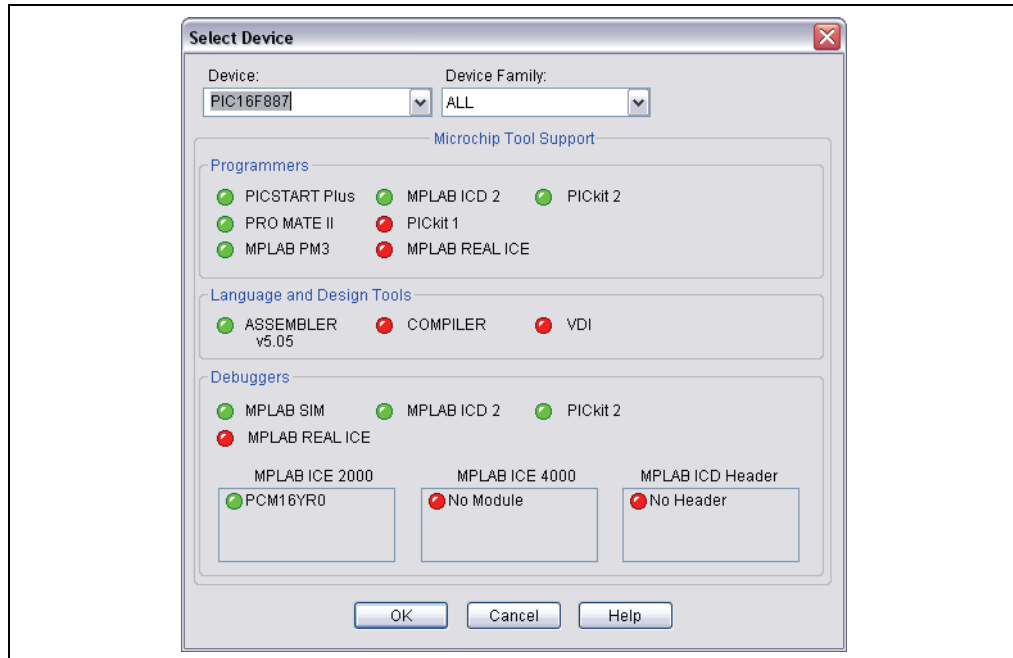 Select Device
Device: Device Family:
PIC16F887 ALL
Microchip Tool Support
Programmers
PICSTART Plus MPLAB ICD 2 PICkit 2
PRO MATE II PICkit 1
MPLAB PM3 MPLAB REAL ICE
Language and Design Tools
ASSEMBLER COMPILER VDI
v5.05
Debuggers
MPLAB SIM MPLAB ICD 2 PICkit 2
MPLAB REAL ICE
MPLAB ICE 2000 MPLAB ICE 4000 MPLAB ICD Header
PCM16YR0 No Module No Header
OK Cancel Help